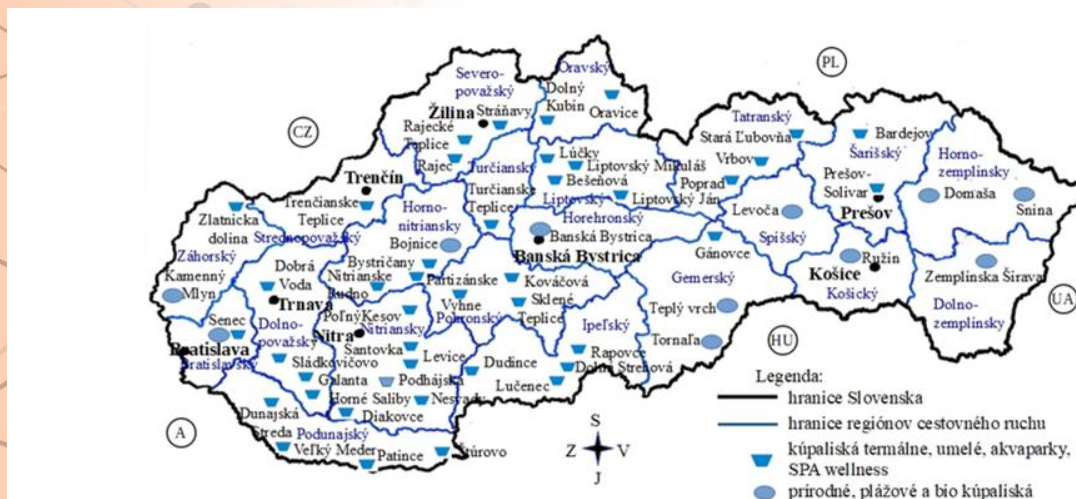 PL
CZ
Severo-
považský
Oravský
Dolný
Kubín
Oravice
Žilina
Stráňavy
Rajecké
Teplice
Rajec
Turčiansky
Turčianske
Teplice
Tatranský
Stará Ľubovňa
Vrbov
Poprad
Bardejov
Šarišský
Prešov-
Solivar
Prešov
Horno-
zemplínsky
Domaša
Snina
Lúčky
Liptovský Mikuláš
Bešeňová
Liptovský
Liptovský Ján
Trenčín
Trenčianske
Teplice
Zlatnícka
dolina
Strednopovažský
Horno-
nitriansky
Bojnice
Bystričany
Nitrianske
Rudno
Partizánske
Horehronský
Banská Bystrica
Banská Bystrica
Levoča
Spišský
Gánovce
Ružín
Košice
Košický
Zemplínska Šírava
Dolno-
zemplínsky
UA
Záhorský
Kamenný
Mlyn
Dobrá
Voda
Trnava
Senec
Bratislava
Bratislavský
Dolno-
považský
Poľný Kesov
Nitra
Nitriansky
Vyhne
Pohronský
Kováčová
Sklené
Teplice
Gemerský
Teplý vrch
Tornaľa
HU
Ipeľský
Rapovce
Dolná Strehová
Lučenec
Dudince
Santovka
Levice
Sládkovičovo
Galanta
Podhájska
Horné Saliby
Nesvady
Diakovce
Dunajská
Streda
Podunajský
Veľký Meder
Patince
Štúrovo
A
S
Z V
J
Legenda:
hranice Slovenska
hranice regiónov cestovného ruchu
kúpaliská termálne, umelé, akvaparky,
SPA wellness
prírodné, plážové a bio kúpaliská